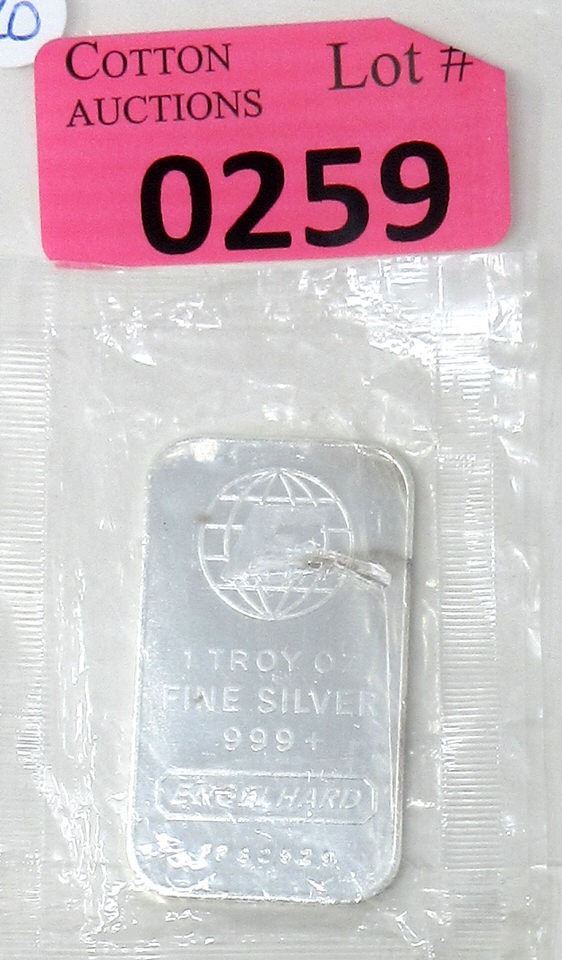 COTTON
AUCTIONS
Lot #
0259
1 TROY OZ
FINE SILVER
999+
ENGELHARD